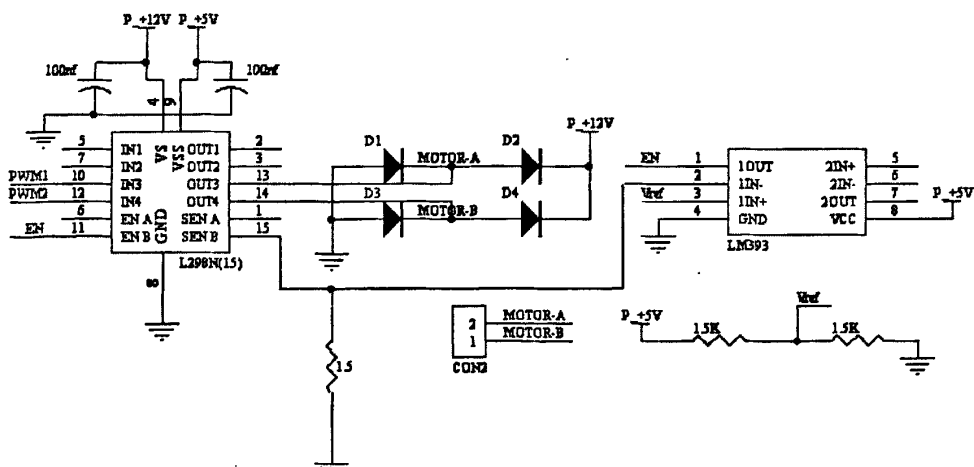 P_+12V P_+5V
100nf 100nf
4 9
5 IN1 VS VSS OUT1 2
7 IN2 OUT2 3
PWM1 10 IN3 OUT3 13
PWM2 12 IN4 OUT4 14
6 EN A GND SEN A 1
EN 11 EN B SEN B 15
L298N(15)
8
D1 MOTOR-A D2 P_+12V
D3 MOTOR-B D4
EN 1 1OUT 2IN+ 5
2 1IN- 2IN- 6
Vref 3 1IN+ 2OUT 7 P_+5V
4 GND VCC 8
LM393
1.5
2 MOTOR-A
1 MOTOR-B
CON2
P_+5V 1.5K Vref 1.5K